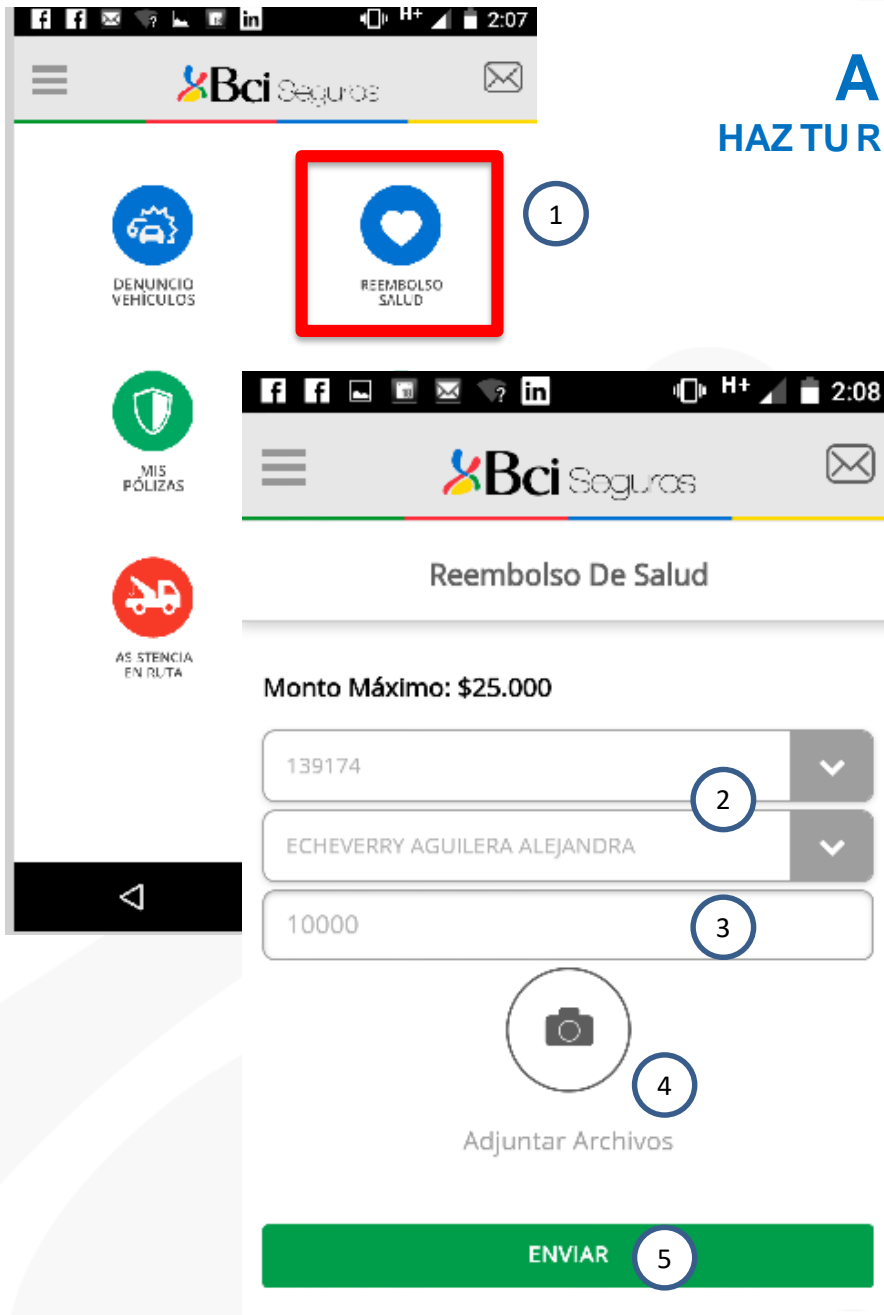 2:07
Bci Seguros
A
HAZ TU R
DENUNCIO
VEHÍCULOS
REEMBOLSO
SALUD
1
MIS
PÓLIZAS
AS STENCIA
EN RUTA
H+ 2:08
Bci Seguros
Reembolso De Salud
Monto Máximo: $25.000
139174
2
ECHEVERRY AGUILERA ALEJANDRA
10000
3
4
Adjuntar Archivos
ENVIAR
5